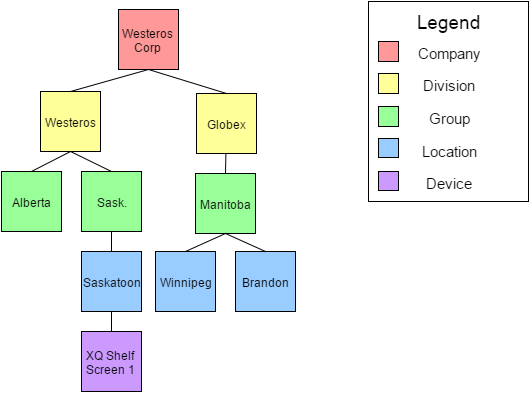 Westeros
Corp
Westeros
Globex
Alberta
Sask.
Manitoba
Saskatoon
Winnipeg
Brandon
XQ Shelf
Screen 1
Legend
Company
Division
Group
Location
Device